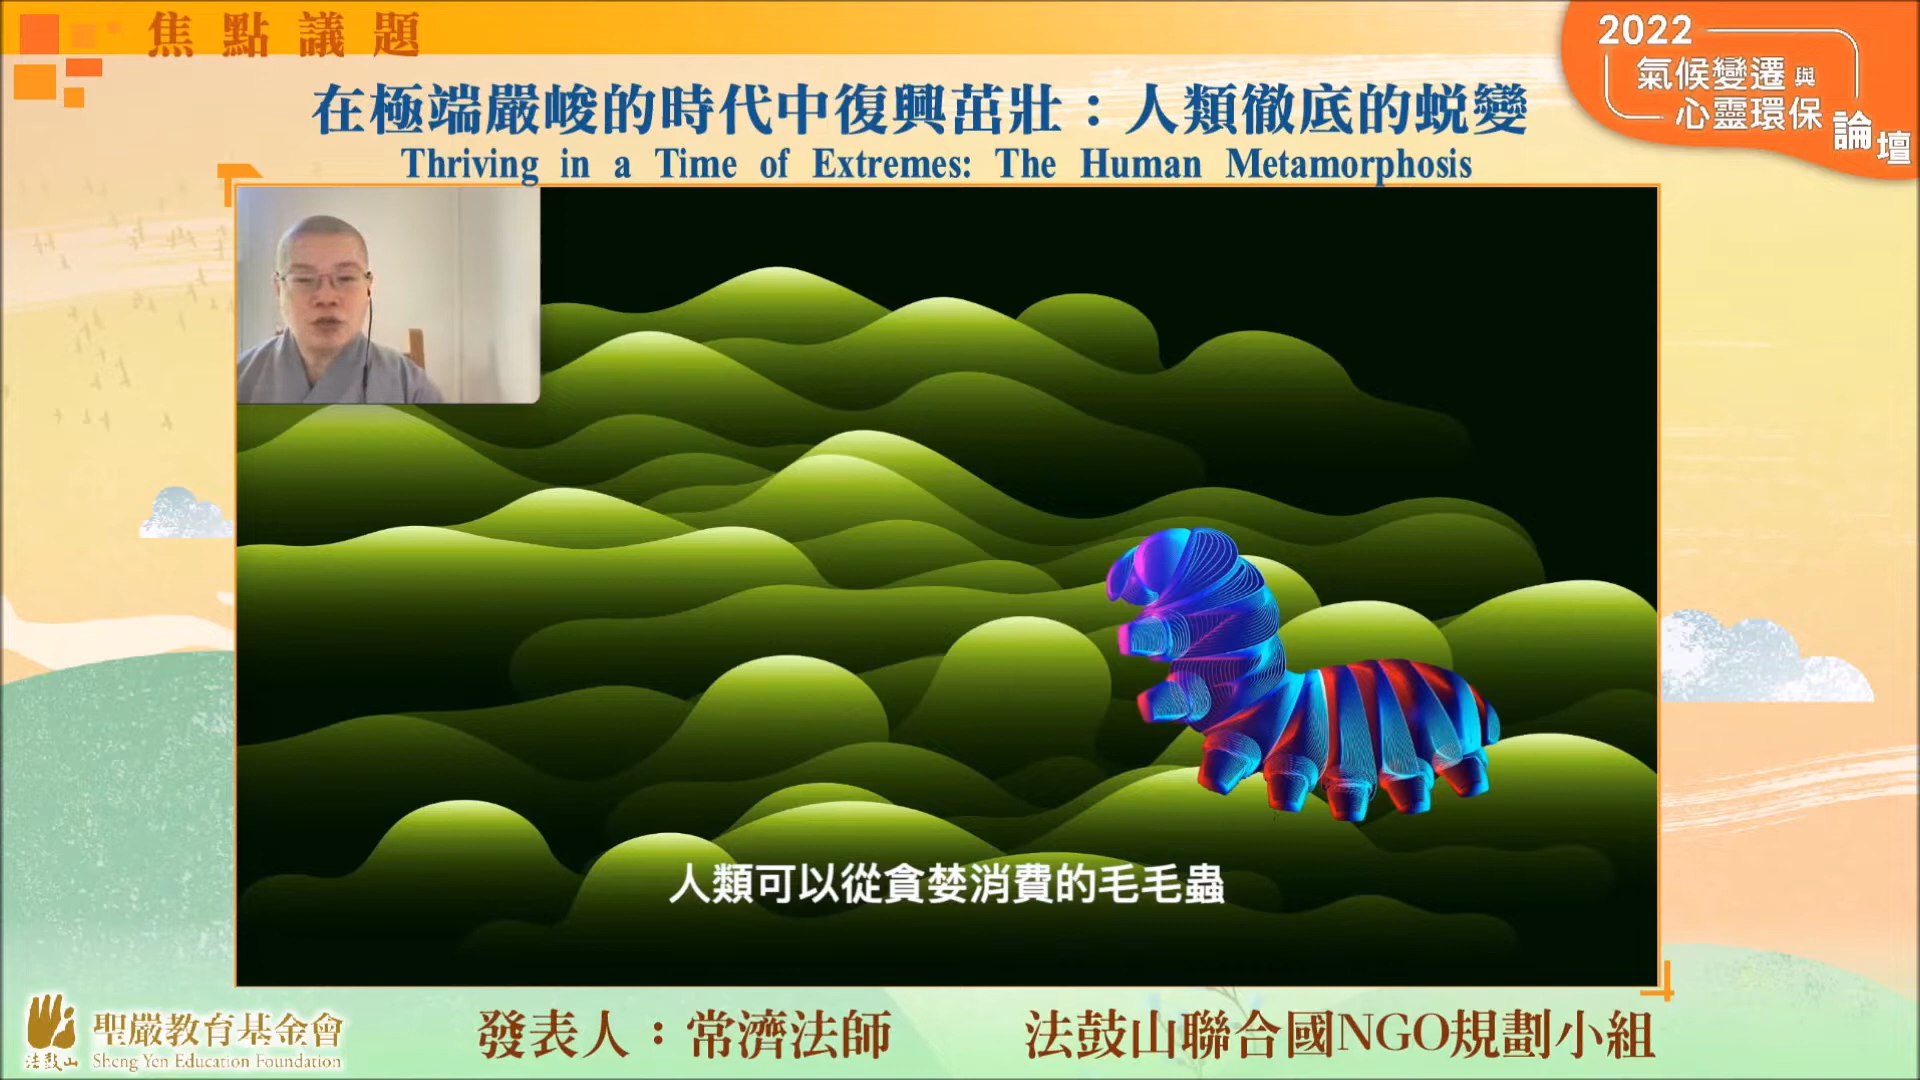 焦點議題
2022
氣候變遷與
心靈環保
論壇
在極端嚴峻的時代中復興茁壯：人類徹底的蛻變
Thriving in a Time of Extremes: The Human Metamorphosis
人類可以從貪婪消費的毛毛蟲
法鼓山
聖嚴教育基金會
Sheng Yen Education Foundation
發表人：常濟法師
法鼓山聯合國NGO規劃小組